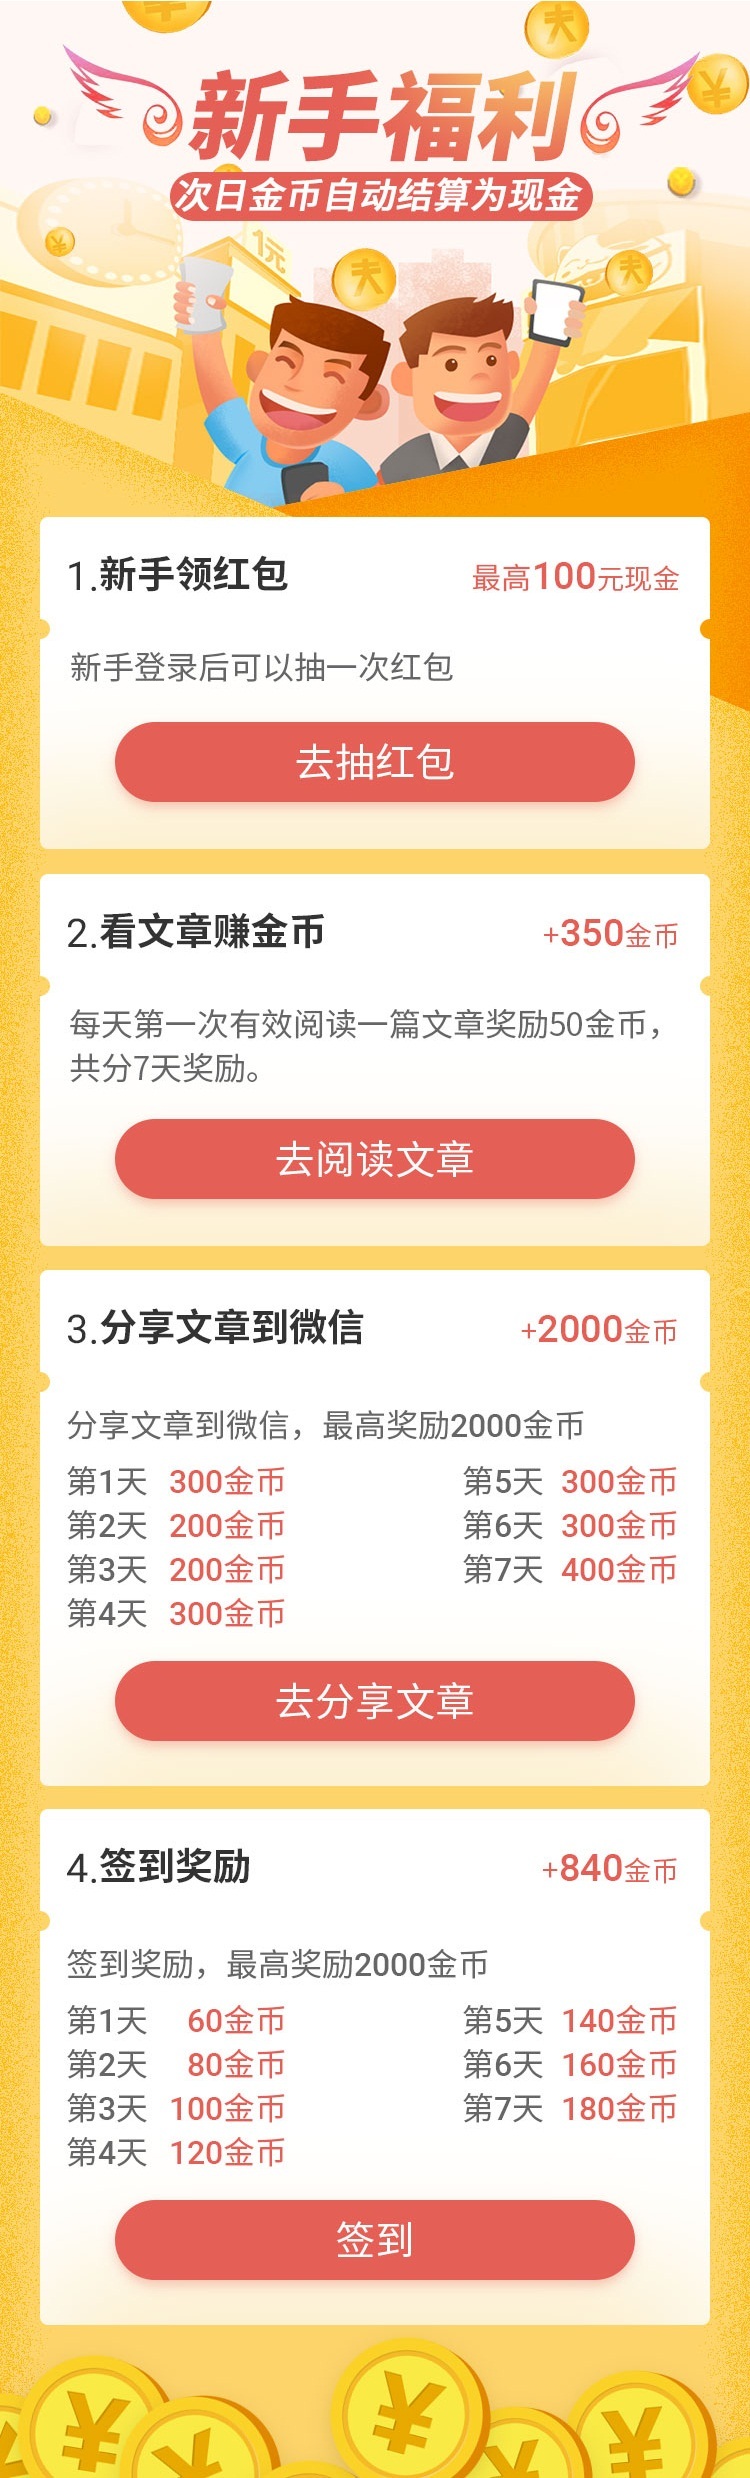 新手福利
次日金币自动结算为现金
1.新手领红包 最高100元现金
新手登录后可以抽一次红包
去抽红包
2.看文章赚金币 +350金币
每天第一次有效阅读一篇文章奖励50金币，
共分7天奖励。
去阅读文章
3.分享文章到微信 +2000金币
分享文章到微信，最高奖励2000金币
第1天 300金币 第5天 300金币
第2天 200金币 第6天 300金币
第3天 200金币 第7天 400金币
第4天 300金币
去分享文章
4.签到奖励 +840金币
签到奖励，最高奖励2000金币
第1天 60金币 第5天 140金币
第2天 80金币 第6天 160金币
第3天 100金币 第7天 180金币
第4天 120金币
签到